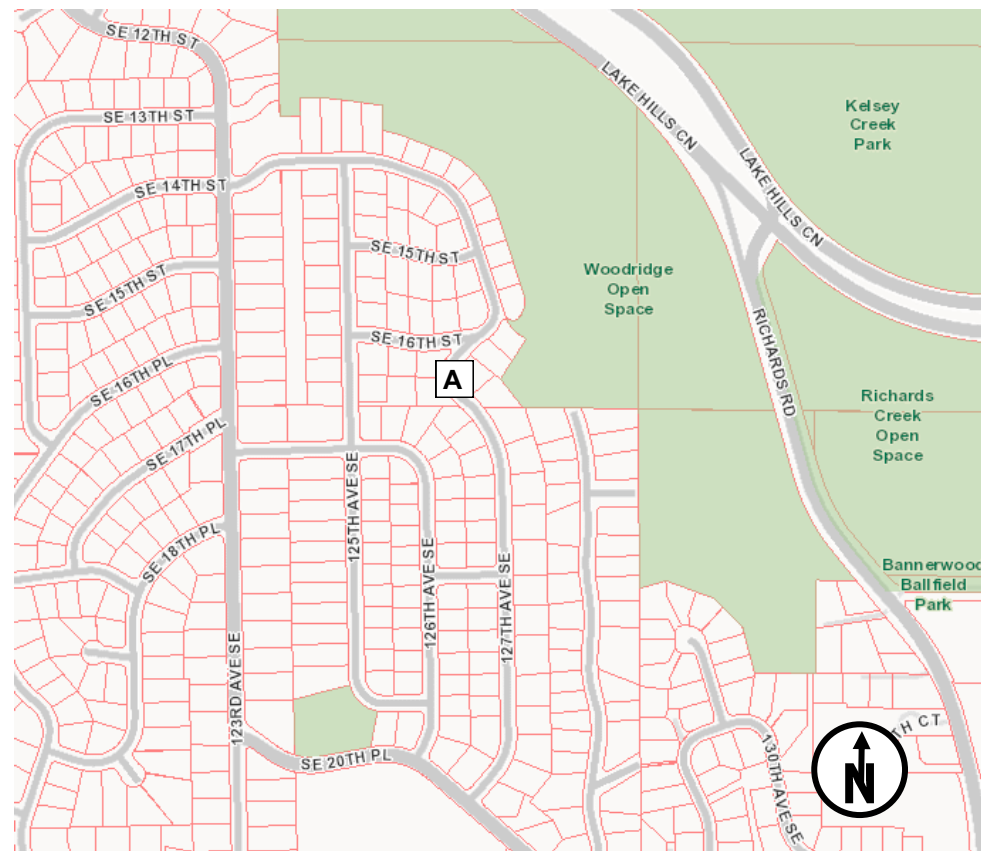 SE 12TH ST
LAKE HILLS CN
Kelsey
Creek
Park
SE 13TH ST
LAKE HILLS CN
SE 14TH ST
SE 15TH ST
Woodridge
Open
Space
SE 15TH ST
RICHARDS RD
SE 16TH ST
A
SE 16TH PL
Richards
Creek
Open
Space
SE 17TH PL
125TH AVE SE
SE 18TH PL
126TH AVE SE
127TH AVE SE
Bannerwood
Ballfield
Park
123RD AVE SE
TH CT
SE 20TH PL
130TH AVE SE
N